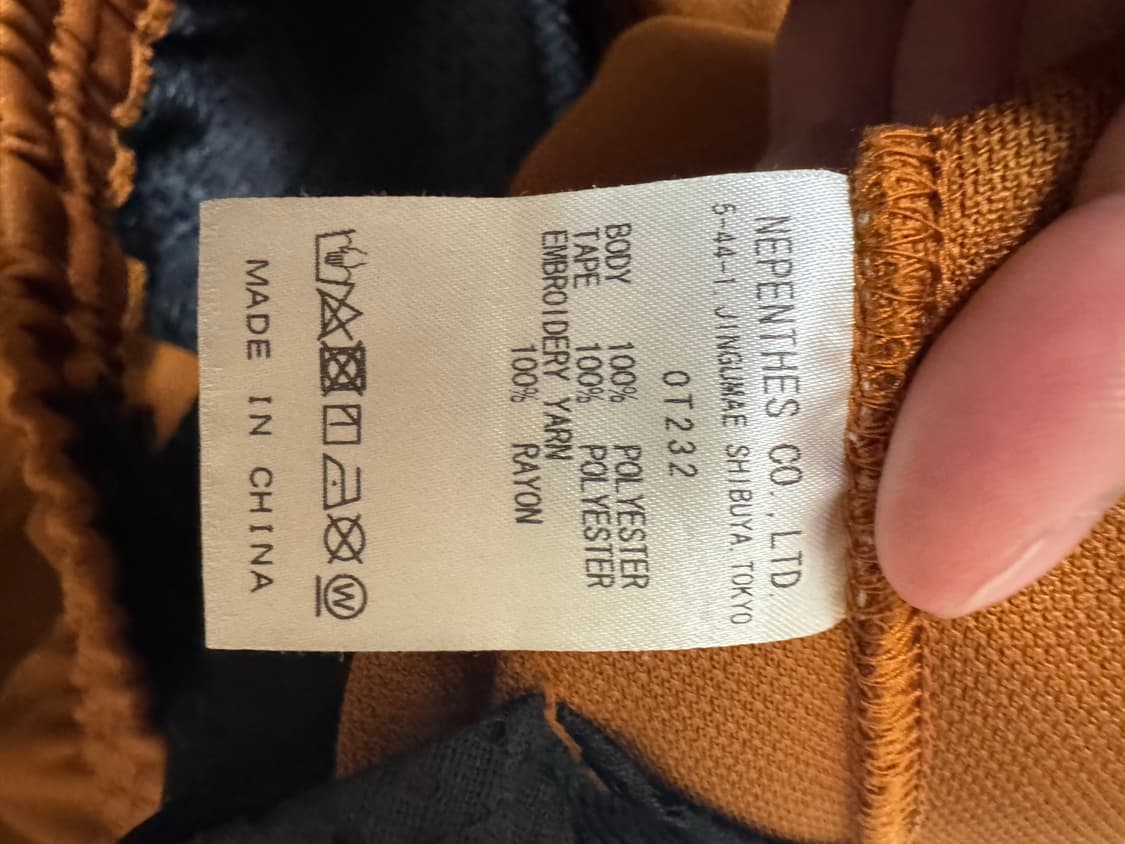 NEPENTHES CO., LTD.
5-44-1 JINGUMAE SHIBUYA. TOKYO
OT232
BODY 100% POLYESTER
TAPE 100% POLYESTER
EMBROIDERY YARN
100% RAYON
W
MADE IN CHINA